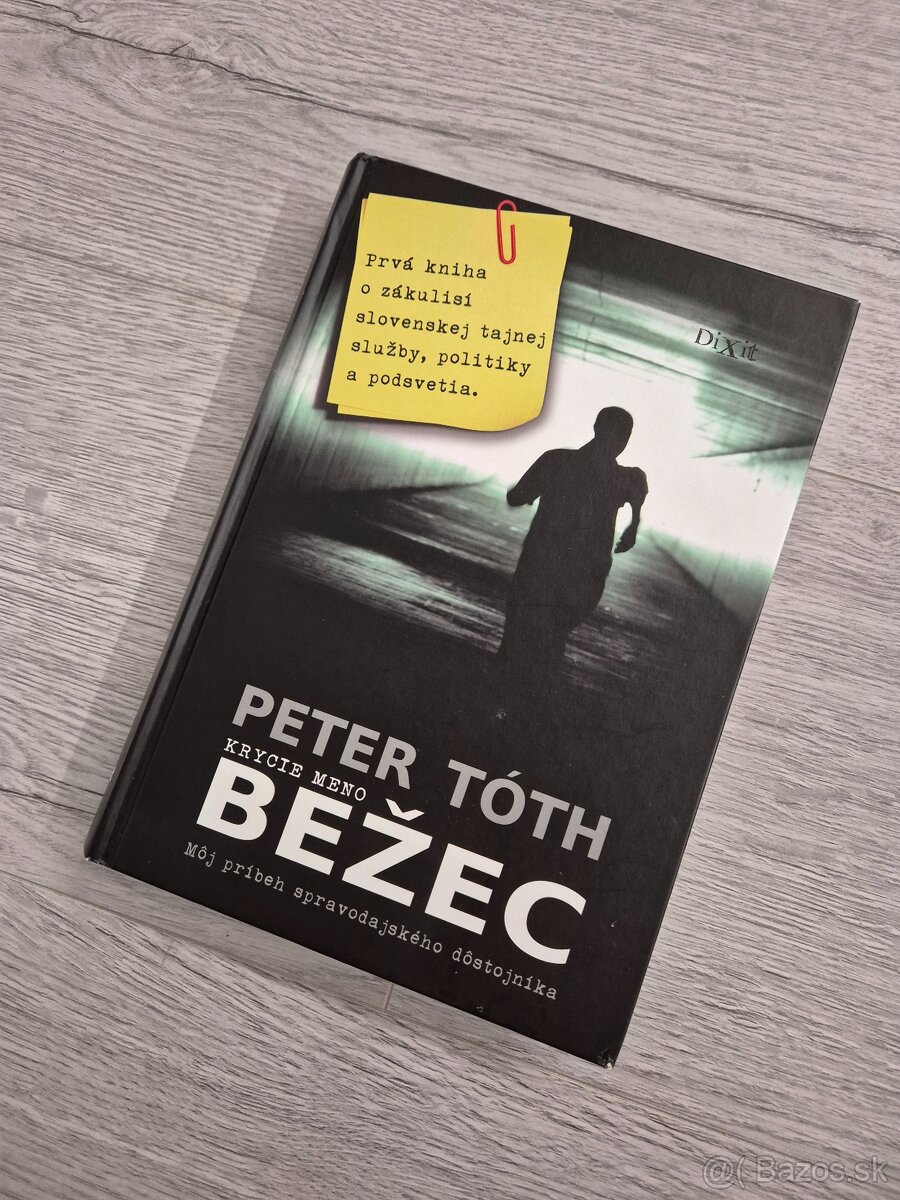 Prvá kniha
o zákulisí
slovenskej tajnej
služby, politiky
a podsvetia.
DiXit
PETER TÓTH
KRYCIE MENO
BEŽEC
Môj príbeh spravodajského dôstojníka
@( Bazos.sk